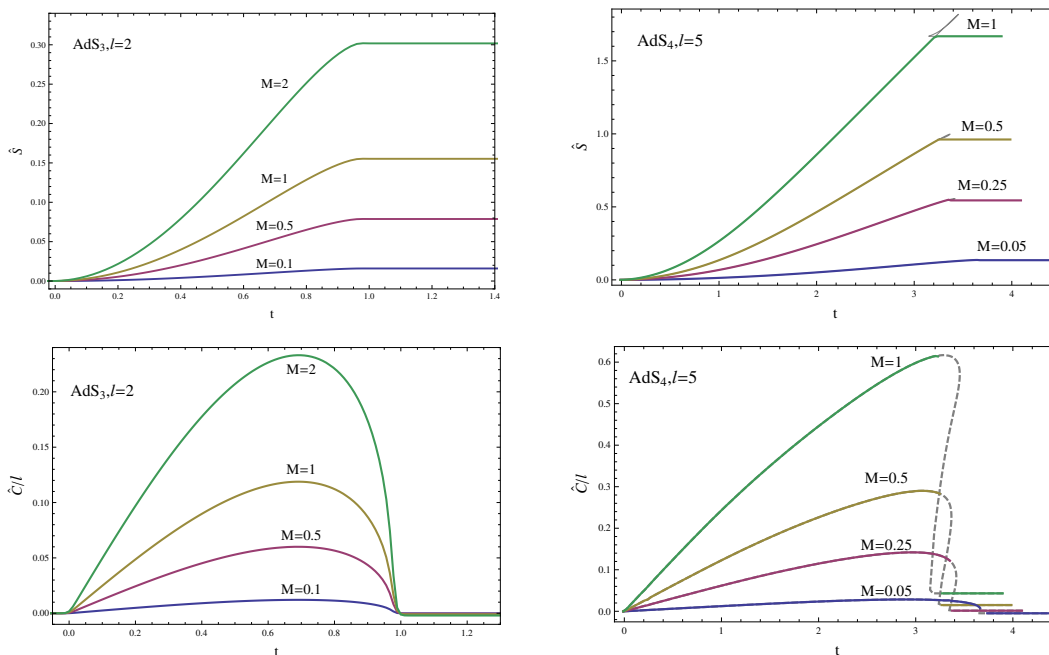 AdS3, l=2
M=2
M=1
M=0.5
M=0.1
0.30
0.25
0.20
0.15
0.10
0.05
0.00
Ŝ
0.0 0.2 0.4 0.6 0.8 1.0 1.2 1.4
t
AdS4, l=5
M=1
M=0.5
M=0.25
M=0.05
1.5
1.0
0.5
0.0
Ŝ
0 1 2 3 4
t
AdS3, l=2
M=2
M=1
M=0.5
M=0.1
0.20
0.15
0.10
0.05
0.00
Ĉ/l
0.0 0.2 0.4 0.6 0.8 1.0 1.2
t
AdS4, l=5
M=1
M=0.5
M=0.25
M=0.05
0.6
0.5
0.4
0.3
0.2
0.1
0.0
Ĉ/l
0 1 2 3 4
t